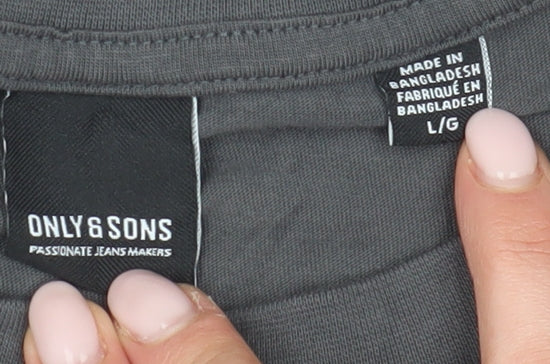 ONLY & SONS
PASSIONATE JEANS MAKERS
MADE IN
BANGLADESH
FABRIQUÉ EN
BANGLADESH
L/G